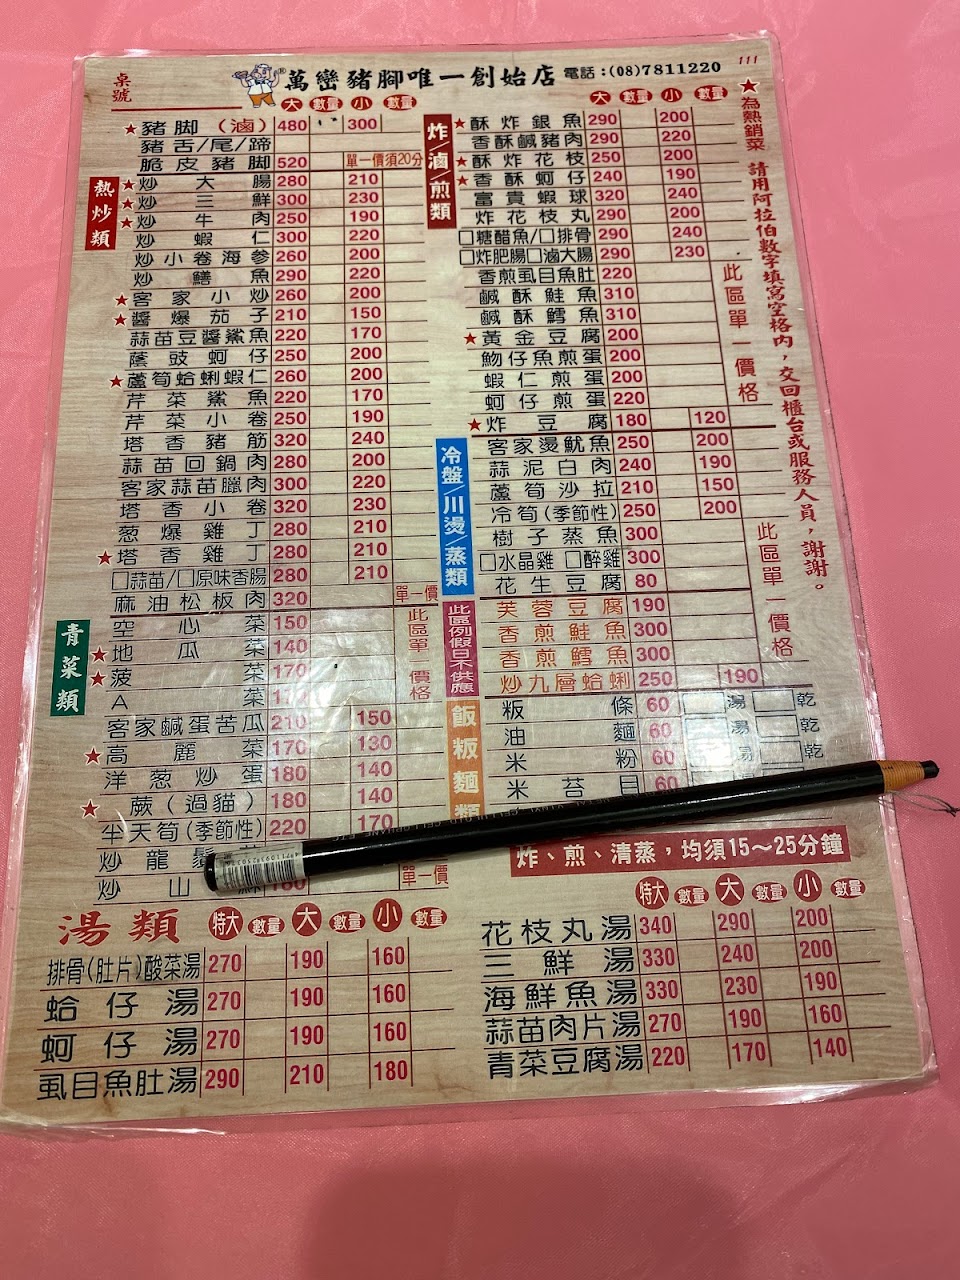 桌號
萬巒豬腳唯一創始店 電話:(08)7811220
111
大 數量 小 數量
★豬腳(滷) 480 300
豬舌/尾/蹄
脆皮豬腳 520 單一價須20分
熱炒類
★炒大腸 280 210
★炒三鮮 300 230
★炒牛肉 250 190
炒蝦仁 300 220
炒小卷海參 260 200
炒鱔魚 290 220
★客家小炒 260 200
★醬爆茄子 210 150
蒜苗豆醬鯊魚 220 170
蔭豉蚵仔 250 200
★蘆筍蛤蜊蝦仁 260 200
芹菜鯊魚 220 170
芹菜小卷 250 190
塔香豬筋 320 240
蒜苗回鍋肉 280 200
客家蒜苗臘肉 300 220
塔香小卷 320 230
蔥爆雞丁 280 210
★塔香雞丁 280 210
□蒜苗/□原味香腸 280 210
麻油松板肉 320 單一價
青菜類
空心菜 150
★地瓜菜 140
★菠菜 170
A菜 170
此區單一價格
客家鹹蛋苦瓜 210 150
★高麗菜 170 130
洋蔥炒蛋 180 140
★蕨(過貓) 180 140
半天筍(季節性) 220 170
炒龍鬚
炒山 單一價
大 數量 小 數量
炸/滷/煎類
★酥炸銀魚 290 200
香酥鹹豬肉 290 220
★酥炸花枝 250 200
★香酥蚵仔 240 190
富貴蝦球 320 240
炸花枝丸 290 200
□糖醋魚/□排骨 290 240
□炸肥腸□滷大腸 290 230
香煎虱目魚肚 220
鹹酥鮭魚 310
鹹酥鱈魚 310
★黃金豆腐 200
魩仔魚煎蛋 200
蝦仁煎蛋 200
蚵仔煎蛋 220
此區單一價格
★炸豆腐 180 120
冷盤/川燙/蒸類
客家燙魷魚 250 200
蒜泥白肉 240 190
蘆筍沙拉 210 150
冷筍(季節性) 250 200
樹子蒸魚 300
□水晶雞 □醉雞 300
花生豆腐 80
此區例假日不供應
芙蓉豆腐 190
香煎鮭魚 300
香煎鱈魚 300
此區單一價格
炒九層蛤蜊 250 190
飯粄麵類
粄條 60 □湯□乾
油麵 60 □湯□乾
米粉 60 □湯□乾
米苔目 60
★為熱銷菜 請用阿拉伯數字填寫空格內，交回櫃台或服務人員，謝謝。
炸、煎、清蒸，均須15～25分鐘
湯類 特大 數量 大 數量 小 數量
排骨(肚片)酸菜湯 270 190 160
蛤仔湯 270 190 160
蚵仔湯 270 190 160
虱目魚肚湯 290 210 180
特大 數量 大 數量 小 數量
花枝丸湯 340 290 200
三鮮湯 330 240 200
海鮮魚湯 330 230 190
蒜苗肉片湯 270 190 160
青菜豆腐湯 220 170 140